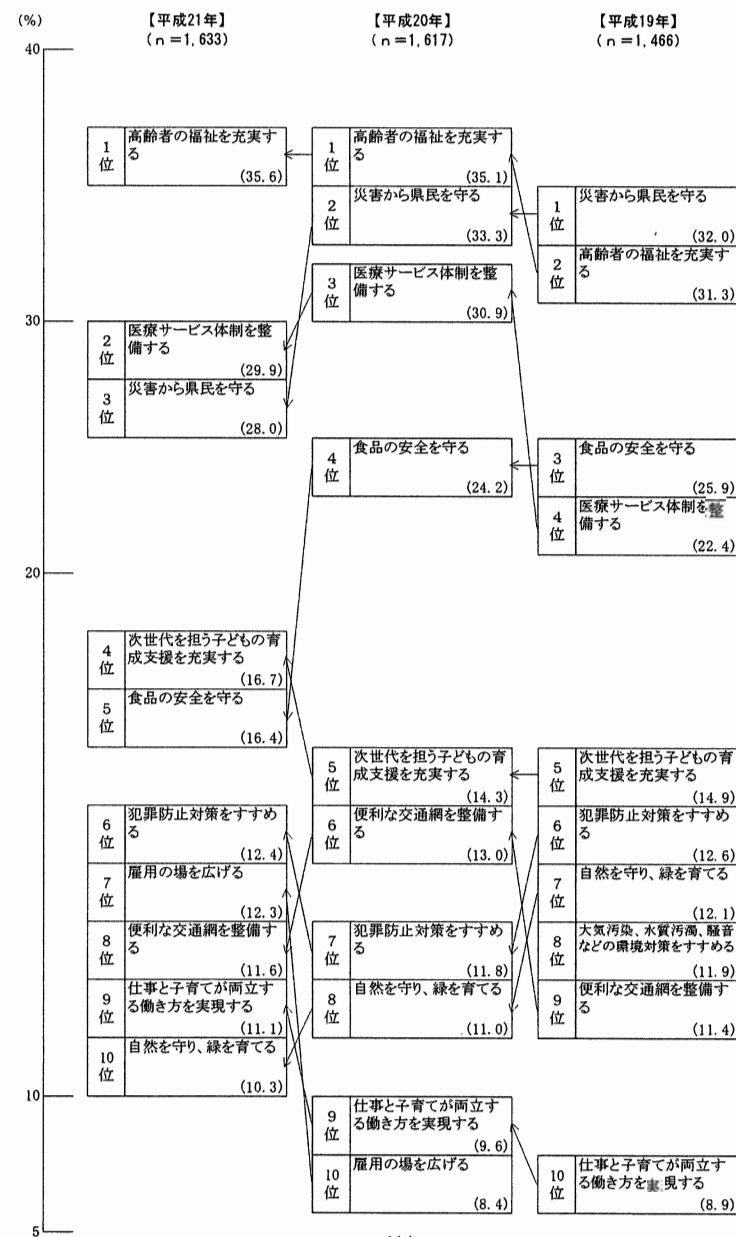 (%)
【平成21年】
(n=1,633)
【平成20年】
(n=1,617)
【平成19年】
(n=1,466)
40
30
20
10
5
1位
高齢者の福祉を充実す
る
(35.6)
2位
医療サービス体制を整
備する
(29.9)
3位
災害から県民を守る
(28.0)
4位
次世代を担う子どもの育
成支援を充実する
(16.7)
5位
食品の安全を守る
(16.4)
6位
犯罪防止対策をすすめ
る
(12.4)
7位
雇用の場を広げる
(12.3)
8位
便利な交通網を整備す
る
(11.6)
9位
仕事と子育てが両立す
る働き方を実現する
(11.1)
10位
自然を守り、緑を育てる
(10.3)
1位
高齢者の福祉を充実す
る
(35.1)
2位
災害から県民を守る
(33.3)
3位
医療サービス体制を整
備する
(30.9)
4位
食品の安全を守る
(24.2)
5位
次世代を担う子どもの育
成支援を充実する
(14.3)
6位
便利な交通網を整備す
る
(13.0)
7位
犯罪防止対策をすすめ
る
(11.8)
8位
自然を守り、緑を育てる
(11.0)
9位
仕事と子育てが両立す
る働き方を実現する
(9.6)
10位
雇用の場を広げる
(8.4)
1位
災害から県民を守る
(32.0)
2位
高齢者の福祉を充実す
る
(31.3)
3位
食品の安全を守る
(25.9)
4位
医療サービス体制を整
備する
(22.4)
5位
次世代を担う子どもの育
成支援を充実する
(14.9)
6位
犯罪防止対策をすすめ
る
(12.6)
7位
自然を守り、緑を育てる
(12.1)
8位
大気汚染、水質汚濁、騒音
などの環境対策をすすめる
(11.9)
9位
便利な交通網を整備す
る
(11.4)
10位
仕事と子育てが両立す
る働き方を実現する
(8.9)